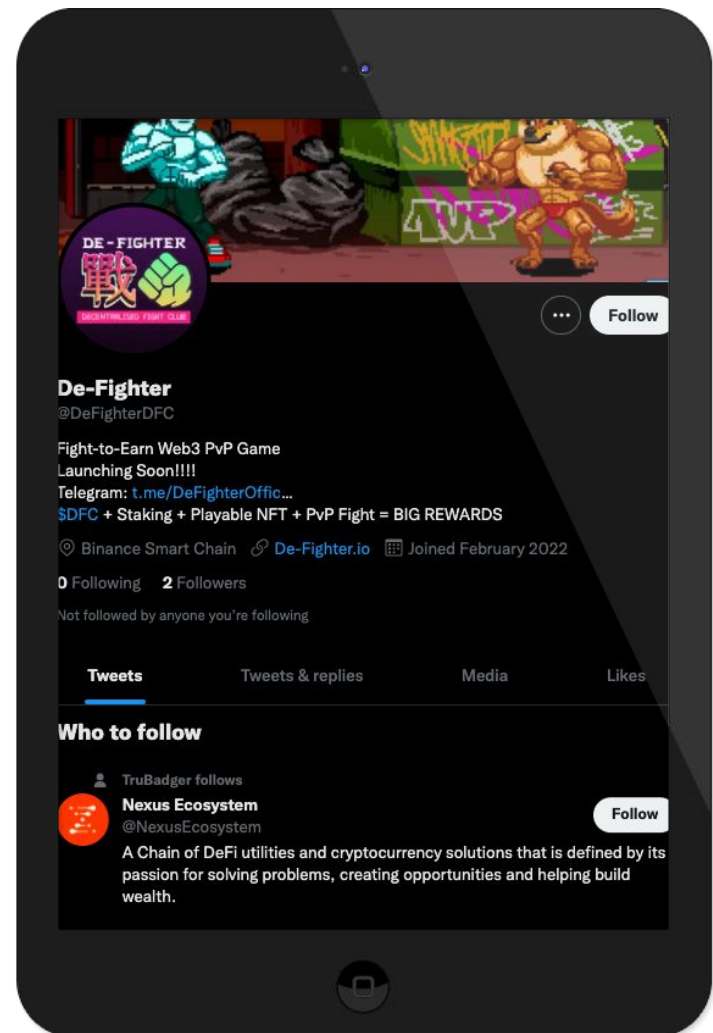 DE-FIGHTER
戰
DECENTRALISED FIGHT CLUB
Follow
De-Fighter
@DeFighterDFC
Fight-to-Earn Web3 PvP Game
Launching Soon!!!!
Telegram: t.me/DeFighterOffic...
$DFC + Staking + Playable NFT + PvP Fight = BIG REWARDS
Binance Smart Chain De-Fighter.io Joined February 2022
0 Following 2 Followers
Not followed by anyone you're following
Tweets Tweets & replies Media Likes
Who to follow
TruBadger follows
Nexus Ecosystem
@NexusEcosystem
Follow
A Chain of DeFi utilities and cryptocurrency solutions that is defined by its
passion for solving problems, creating opportunities and helping build
wealth.